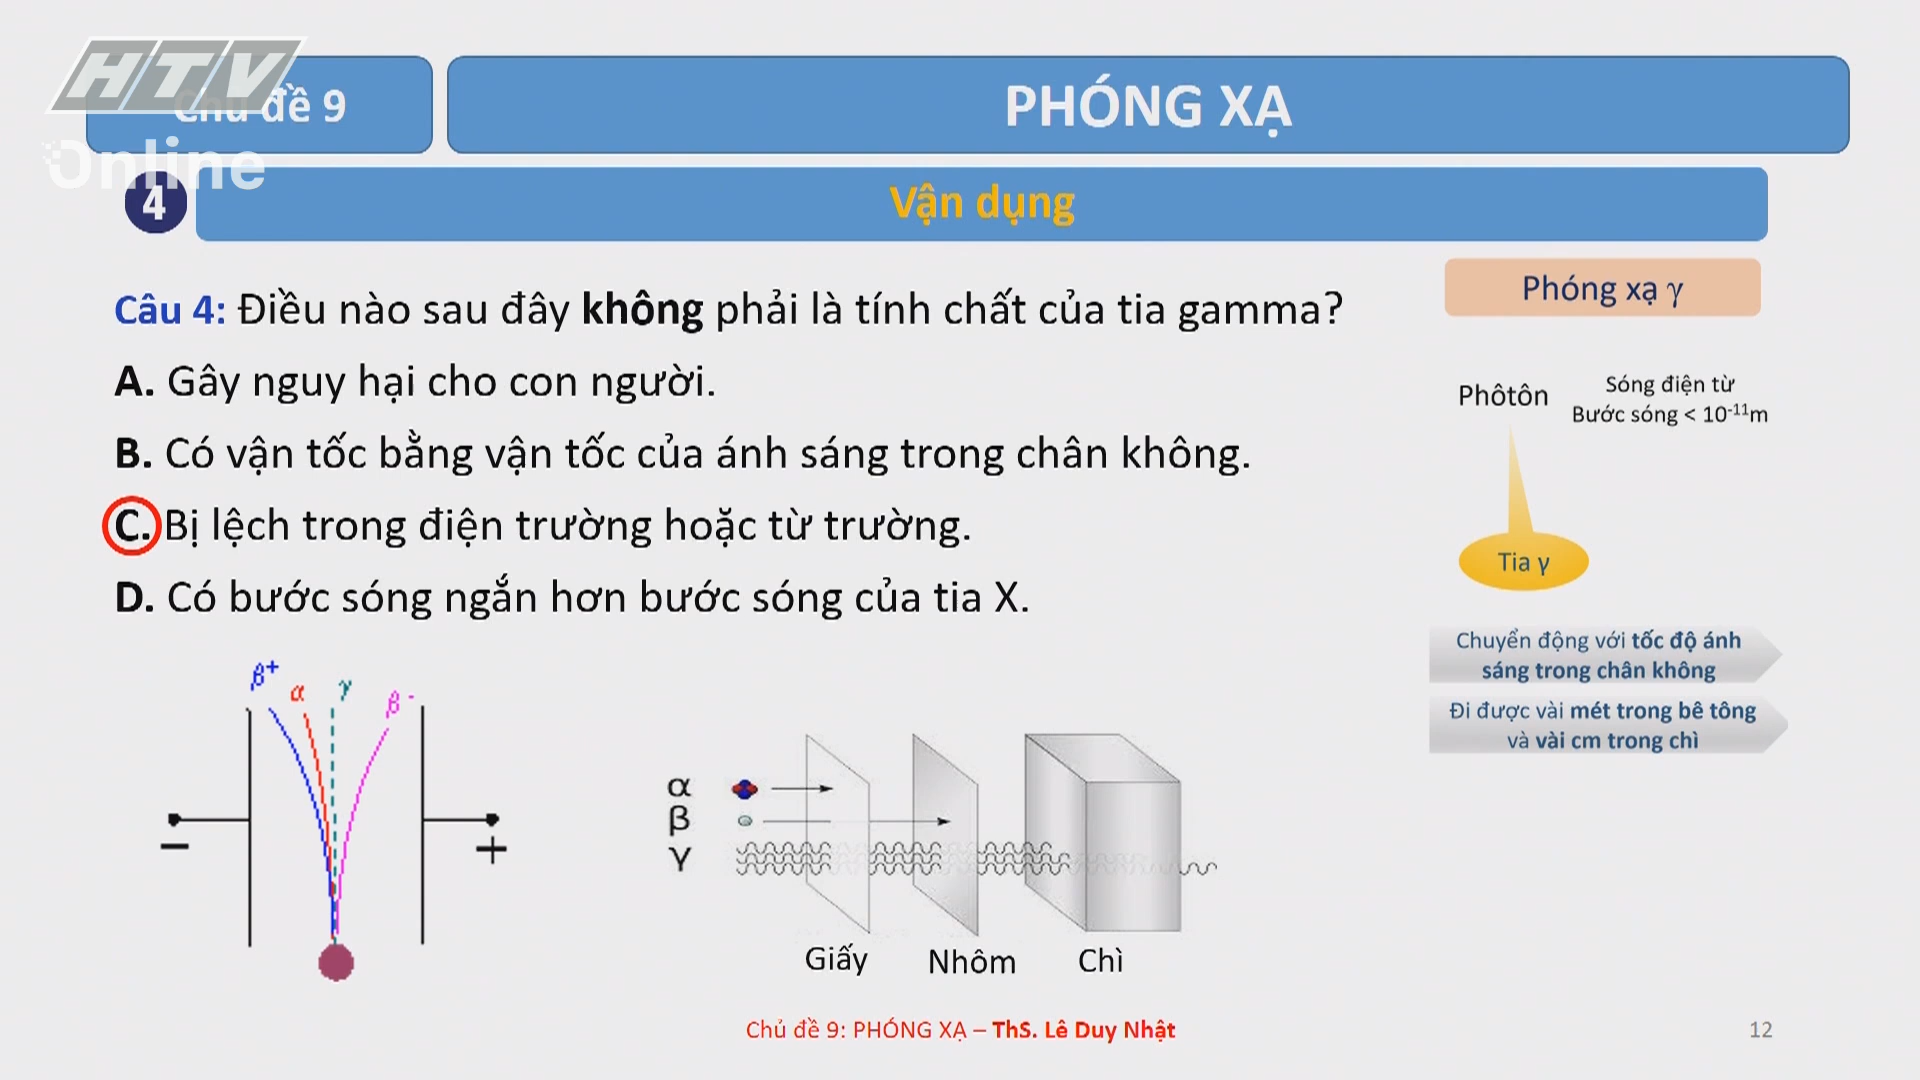 HTV
Online
Chủ đề 9
PHÓNG XẠ
4
Vận dụng
Câu 4: Điều nào sau đây không phải là tính chất của tia gamma?
A. Gây nguy hại cho con người.
B. Có vận tốc bằng vận tốc của ánh sáng trong chân không.
C. Bị lệch trong điện trường hoặc từ trường.
D. Có bước sóng ngắn hơn bước sóng của tia X.
Phóng xạ γ
Phôtôn
Sóng điện từ
Bước sóng < 10⁻¹¹m
Tia γ
Chuyển động với tốc độ ánh
sáng trong chân không
Đi được vài mét trong bê tông
và vài cm trong chì
β⁺ α γ β⁻
− +
α
β
γ
Giấy Nhôm Chì
Chủ đề 9: PHÓNG XẠ – ThS. Lê Duy Nhật
12